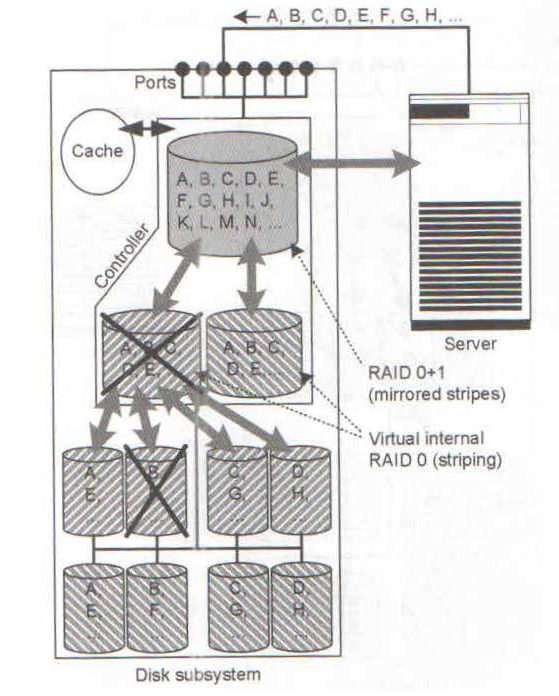 A, B, C, D, E, F, G, H, ...
Ports
Cache
A, B, C, D, E,
F, G, H, I, J,
K, L, M, N, ...
Controller
A, B, C,
D, E, ...
A, B, C,
D, E ...
Server
RAID 0+1
(mirrored stripes)
Virtual internal
RAID 0 (striping)
A,
E,
...
B,
...
C,
G,
...
D,
H,
...
A,
E,
...
B,
F,
...
C,
G,
...
D,
H,
...
Disk subsystem